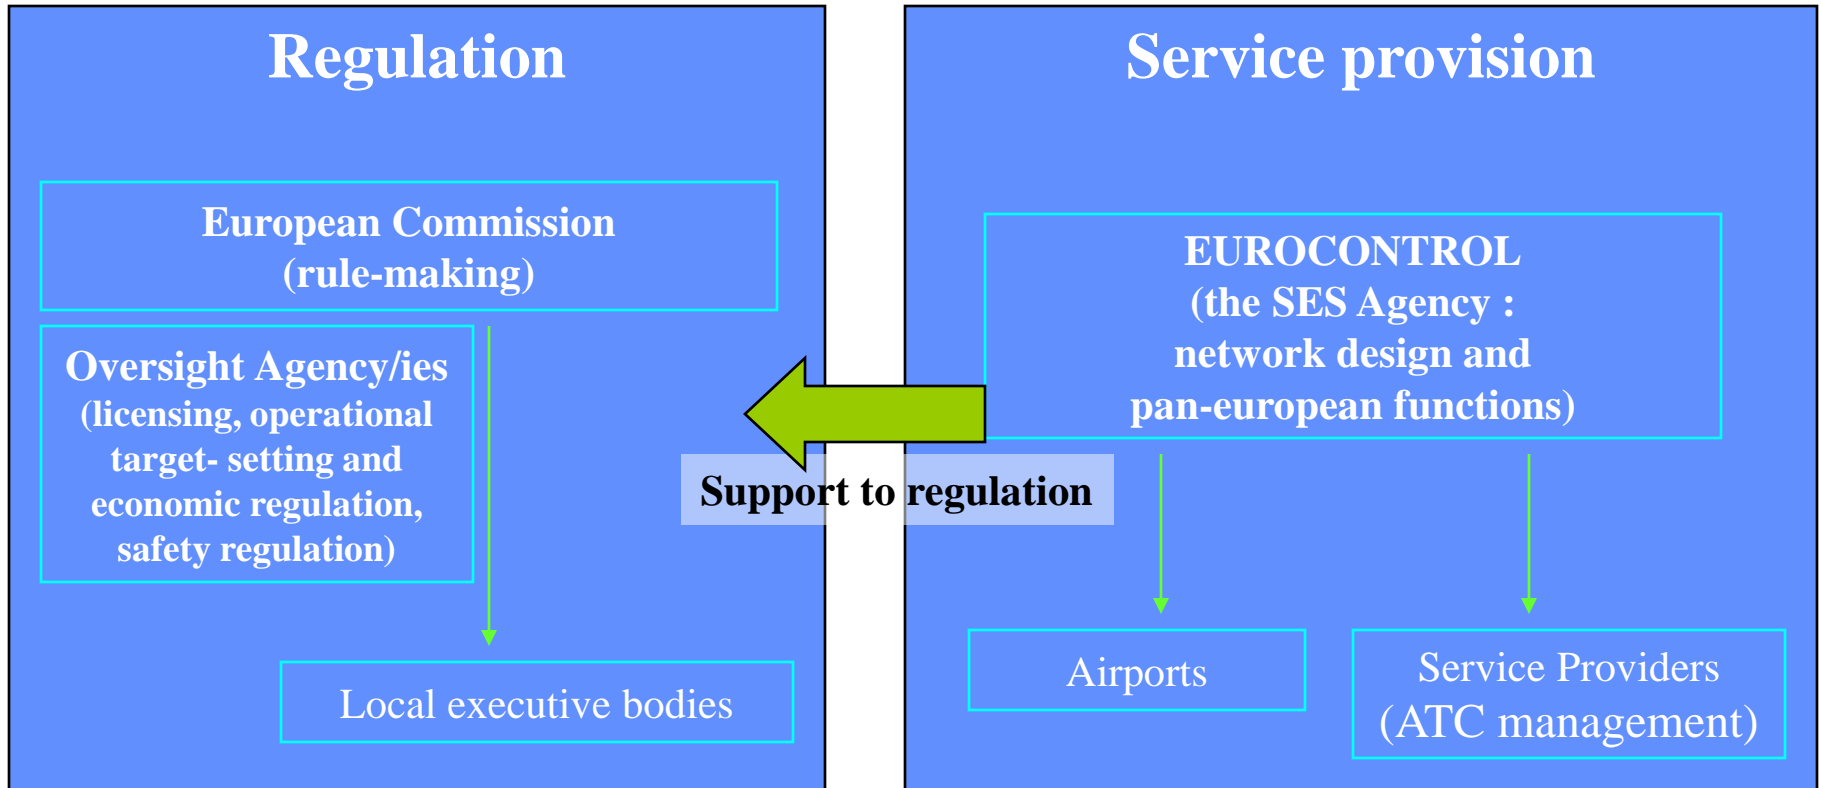 Regulation
European Commission
(rule-making)
Oversight Agency/ies
(licensing, operational
target- setting and
economic regulation,
safety regulation)
Local executive bodies
Support to regulation
Service provision
EUROCONTROL
(the SES Agency :
network design and
pan-european functions)
Airports
Service Providers
(ATC management)